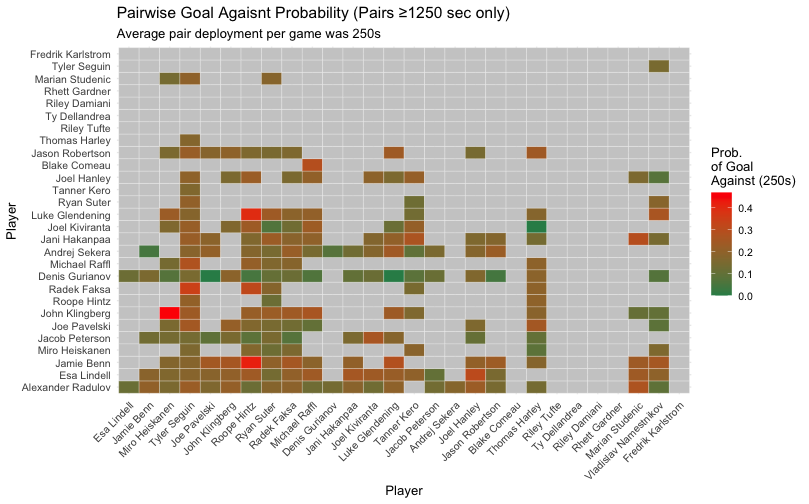 Pairwise Goal Agaisnt Probability (Pairs ≥1250 sec only)
Average pair deployment per game was 250s
Fredrik Karlstrom
Tyler Seguin
Marian Studenic
Rhett Gardner
Riley Damiani
Ty Dellandrea
Riley Tufte
Thomas Harley
Jason Robertson
Blake Comeau
Joel Hanley
Tanner Kero
Ryan Suter
Luke Glendening
Joel Kiviranta
Jani Hakanpaa
Andrej Sekera
Michael Raffl
Denis Gurianov
Radek Faksa
Roope Hintz
John Klingberg
Joe Pavelski
Jacob Peterson
Miro Heiskanen
Jamie Benn
Esa Lindell
Alexander Radulov
Player
Esa Lindell
Jamie Benn
Miro Heiskanen
Tyler Seguin
Joe Pavelski
John Klingberg
Roope Hintz
Ryan Suter
Radek Faksa
Michael Raffl
Denis Gurianov
Jani Hakanpaa
Joel Kiviranta
Luke Glendening
Tanner Kero
Jacob Peterson
Andrej Sekera
Joel Hanley
Jason Robertson
Blake Comeau
Thomas Harley
Riley Tufte
Ty Dellandrea
Riley Damiani
Rhett Gardner
Marian Studenic
Vladislav Namestnikov
Fredrik Karlstrom
Player
Prob.
of Goal
Against (250s)
0.4
0.3
0.2
0.1
0.0